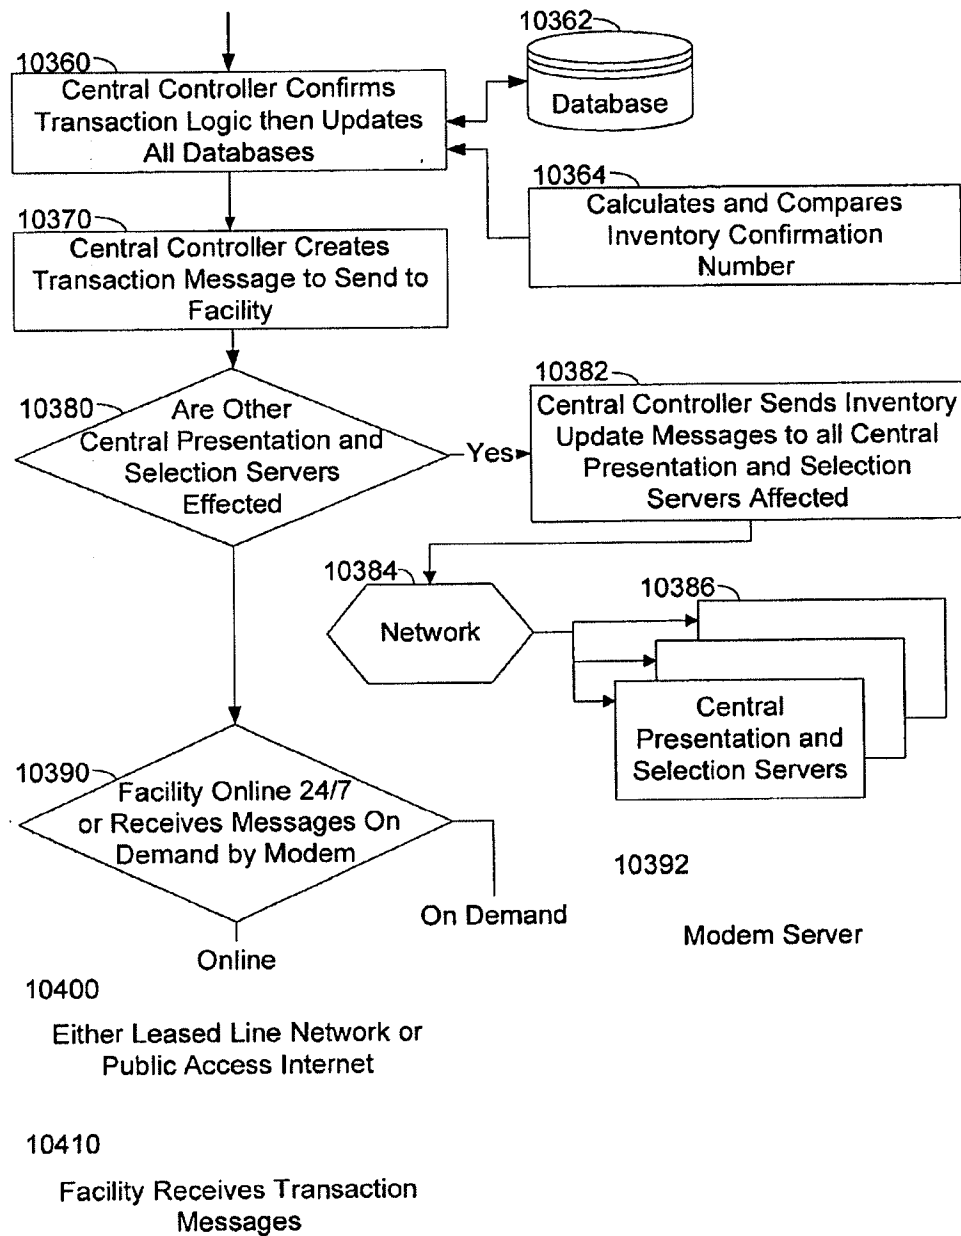 10360
Central Controller Confirms
Transaction Logic then Updates
All Databases
10362
Database
10364
Calculates and Compares
Inventory Confirmation
Number
10370
Central Controller Creates
Transaction Message to Send to
Facility
10380
Are Other
Central Presentation and
Selection Servers
Effected
Yes
10382
Central Controller Sends Inventory
Update Messages to all Central
Presentation and Selection
Servers Affected
10384
Network
10386
Central
Presentation and
Selection Servers
10390
Facility Online 24/7
or Receives Messages On
Demand by Modem
On Demand
Online
10392
Modem Server
10400
Either Leased Line Network or
Public Access Internet
10410
Facility Receives Transaction
Messages